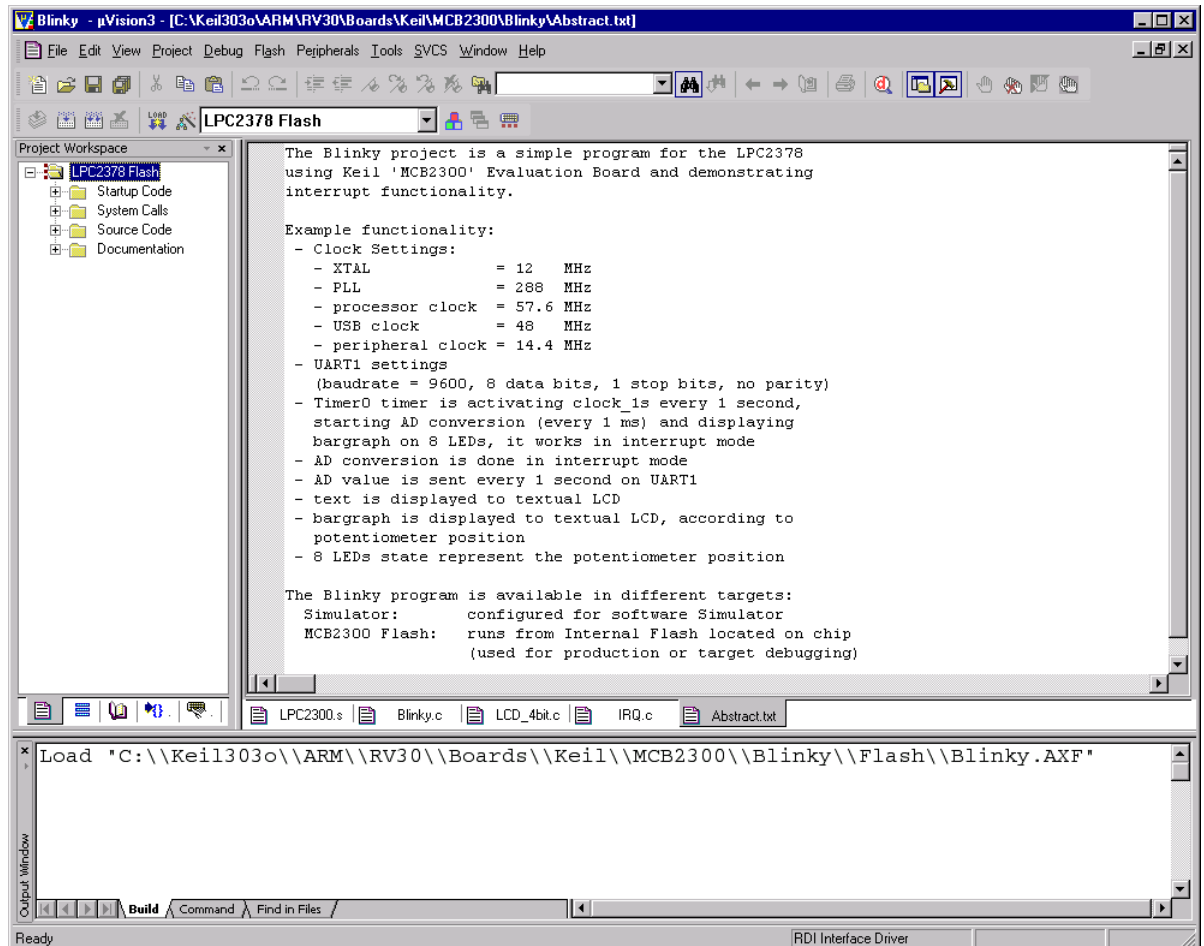 Blinky - µVision3 - [C:\Keil303o\ARM\RV30\Boards\Keil\MCB2300\Blinky\Abstract.txt]
File Edit View Project Debug Flash Peripherals Tools SVCS Window Help
LOAD LPC2378 Flash
Project Workspace
LPC2378 Flash
Startup Code
System Calls
Source Code
Documentation
The Blinky project is a simple program for the LPC2378
using Keil 'MCB2300' Evaluation Board and demonstrating
interrupt functionality.
Example functionality:
- Clock Settings:
- XTAL = 12 MHz
- PLL = 288 MHz
- processor clock = 57.6 MHz
- USB clock = 48 MHz
- peripheral clock = 14.4 MHz
- UART1 settings
(baudrate = 9600, 8 data bits, 1 stop bits, no parity)
- Timer0 timer is activating clock_1s every 1 second,
starting AD conversion (every 1 ms) and displaying
bargraph on 8 LEDs, it works in interrupt mode
- AD conversion is done in interrupt mode
- AD value is sent every 1 second on UART1
- text is displayed to textual LCD
- bargraph is displayed to textual LCD, according to
potentiometer position
- 8 LEDs state represent the potentiometer position
The Blinky program is available in different targets:
Simulator: configured for software Simulator
MCB2300 Flash: runs from Internal Flash located on chip
(used for production or target debugging)
LPC2300.s Blinky.c LCD_4bit.c IRQ.c Abstract.txt
Load "C:\\Keil303o\\ARM\\RV30\\Boards\\Keil\\MCB2300\\Blinky\\Flash\\Blinky.AXF"
Output Window
Build Command Find in Files
Ready RDI Interface Driver